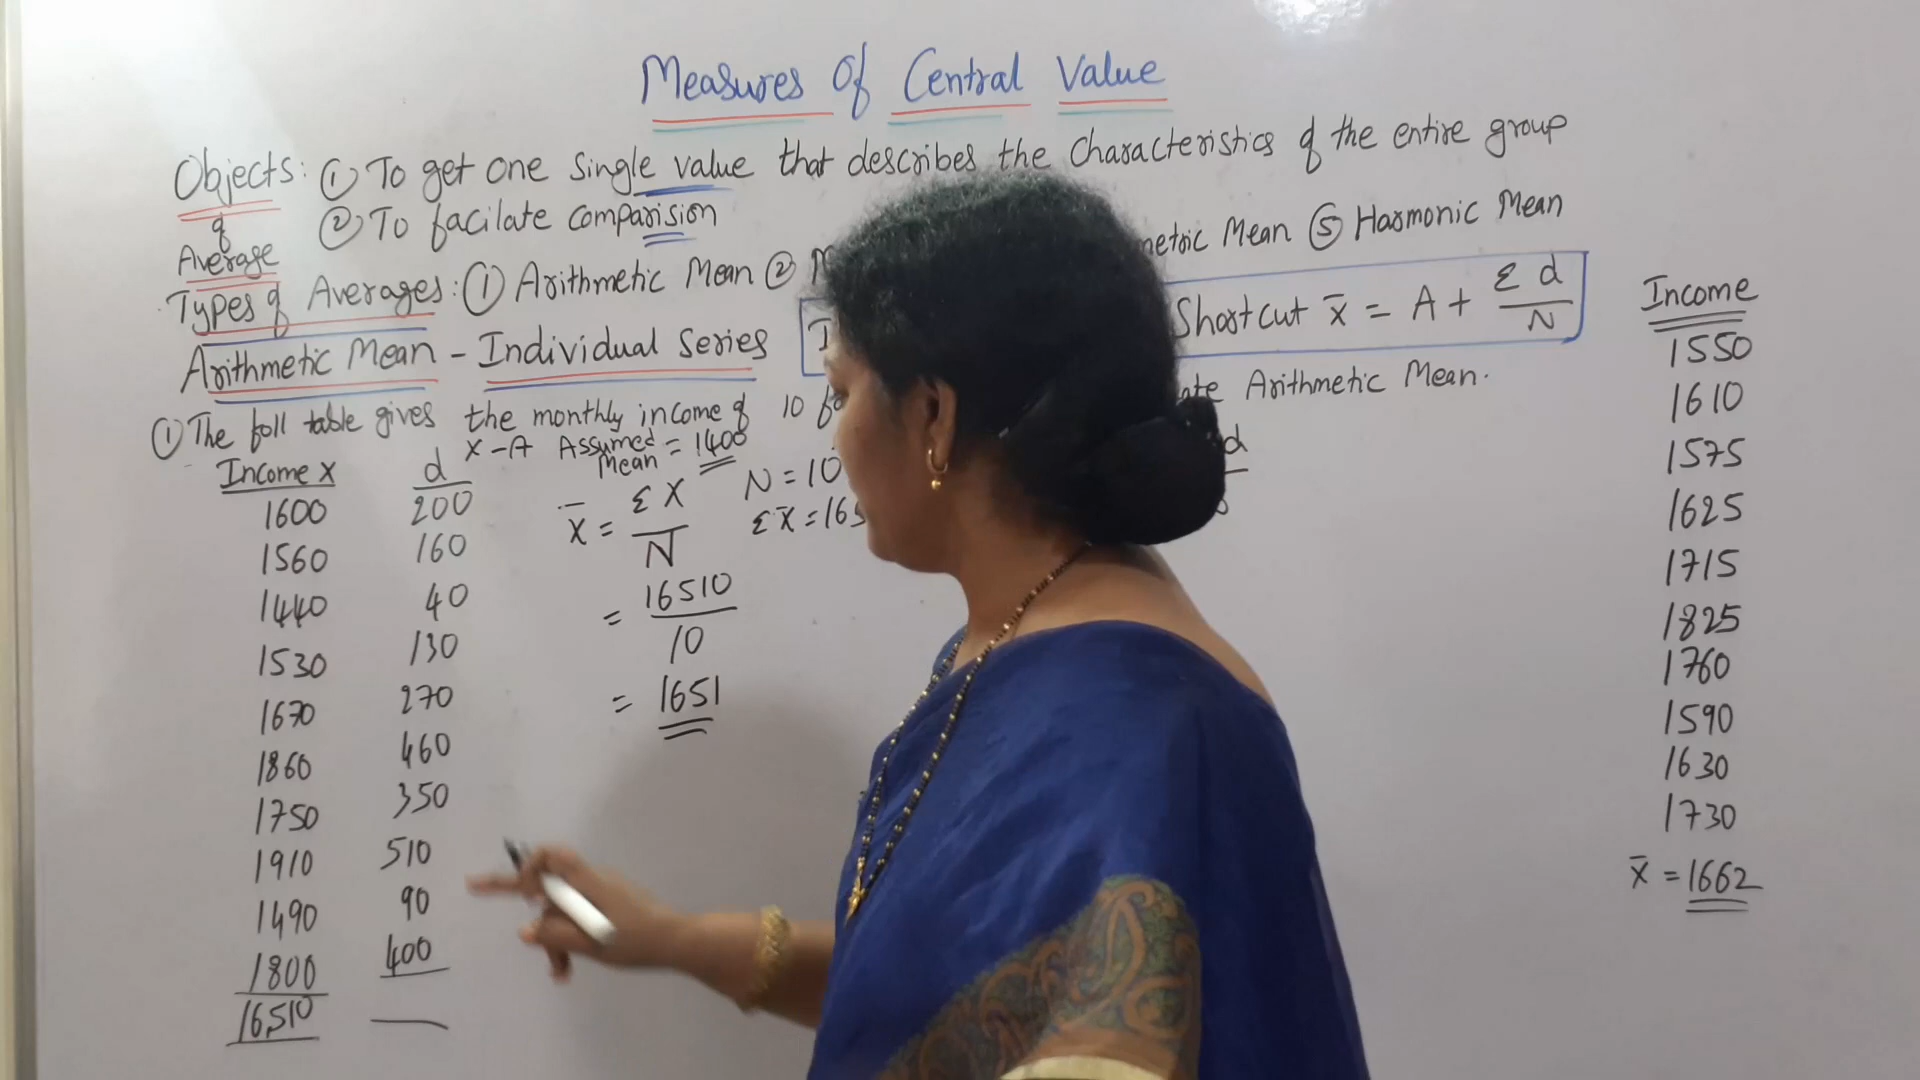 Measures Of Central Value
Objects: ① To get one Single value that describes the Characteristics of the entire group
of
Average
② To facilate comparision
Types of Averages: ① Arithmetic Mean ② M metric Mean ⑤ Harmonic Mean
Shortcut x̄ = A + Σd / N
Arithmetic Mean - Individual Series
① The foll table gives the monthly income of 10 Arithmetic Mean.
X - A Assumed Mean = 1400
Income X d
1600 200
1560 160
1440 40
1530 130
1670 270
1860 460
1750 350
1910 510
1490 90
1800 400
16,510
X̄ = ΣX / N
= 16510 / 10
= 1651
N = 10
ΣX̄ = 165
d
Income
1550
1610
1575
1625
1715
1825
1760
1590
1630
1730
X̄ = 1662